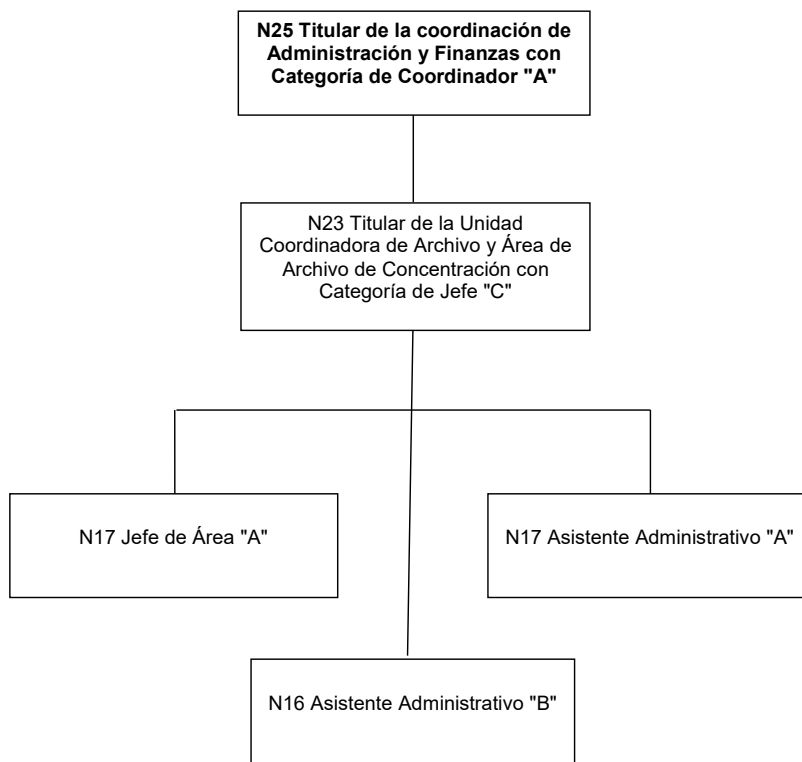 N25 Titular de la coordinación de
Administración y Finanzas con
Categoría de Coordinador "A"
N23 Titular de la Unidad
Coordinadora de Archivo y Área de
Archivo de Concentración con
Categoría de Jefe "C"
N17 Jefe de Área "A"
N17 Asistente Administrativo "A"
N16 Asistente Administrativo "B"